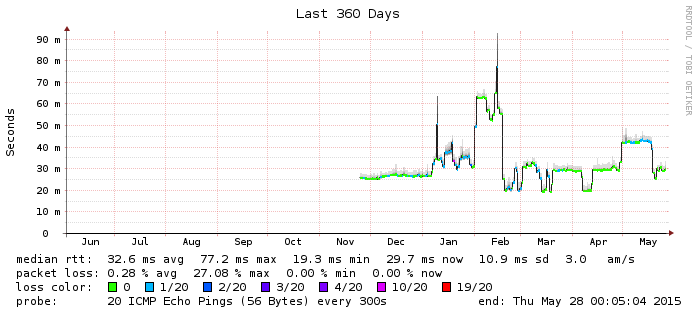 Last 360 Days
RRDTOOL / TOBI OETIKER
Seconds
90 m
80 m
70 m
60 m
50 m
40 m
30 m
20 m
10 m
0
Jun Jul Aug Sep Oct Nov Dec Jan Feb Mar Apr May
median rtt: 32.6 ms avg 77.2 ms max 19.3 ms min 29.7 ms now 10.9 ms sd 3.0 am/s
packet loss: 0.28 % avg 27.08 % max 0.00 % min 0.00 % now
loss color: 0 1/20 2/20 3/20 4/20 10/20 19/20
probe: 20 ICMP Echo Pings (56 Bytes) every 300s end: Thu May 28 00:05:04 2015